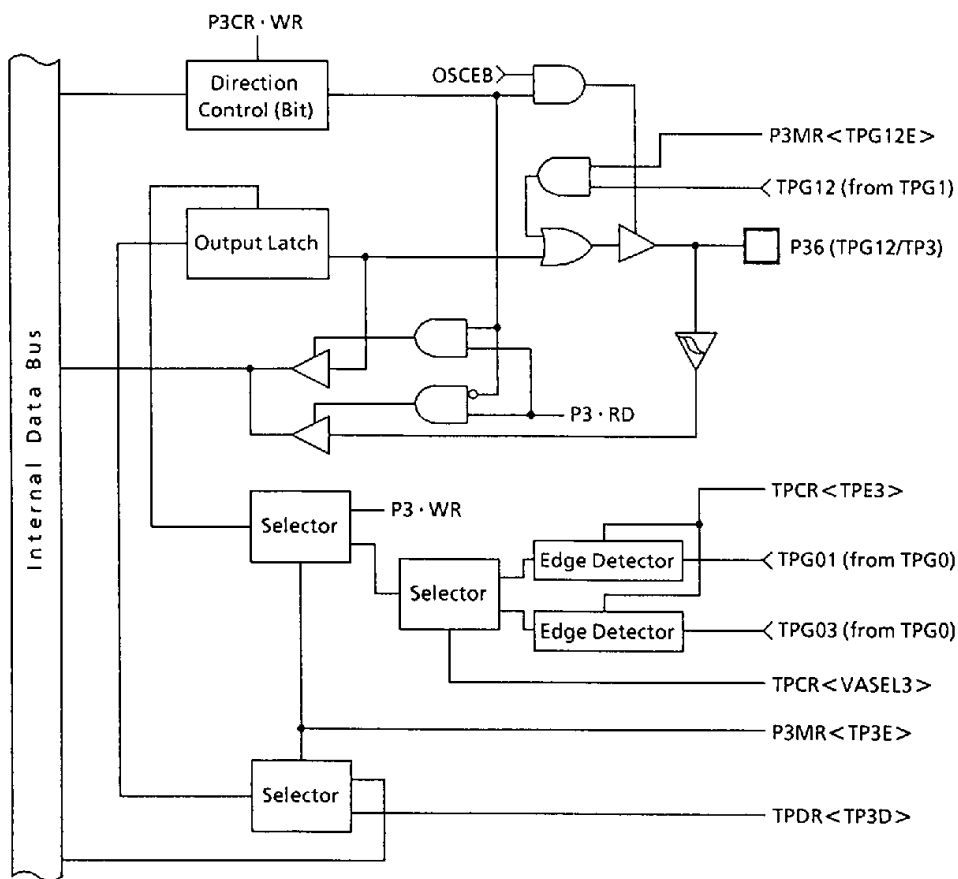 P3CR · WR
Direction
Control (Bit)
OSCEB
P3MR<TPG12E>
TPG12 (from TPG1)
Output Latch
P36 (TPG12/TP3)
Internal Data Bus
P3 · RD
TPCR<TPE3>
Selector
P3 · WR
Edge Detector
TPG01 (from TPG0)
Selector
Edge Detector
TPG03 (from TPG0)
TPCR<VASEL3>
P3MR<TP3E>
Selector
TPDR<TP3D>